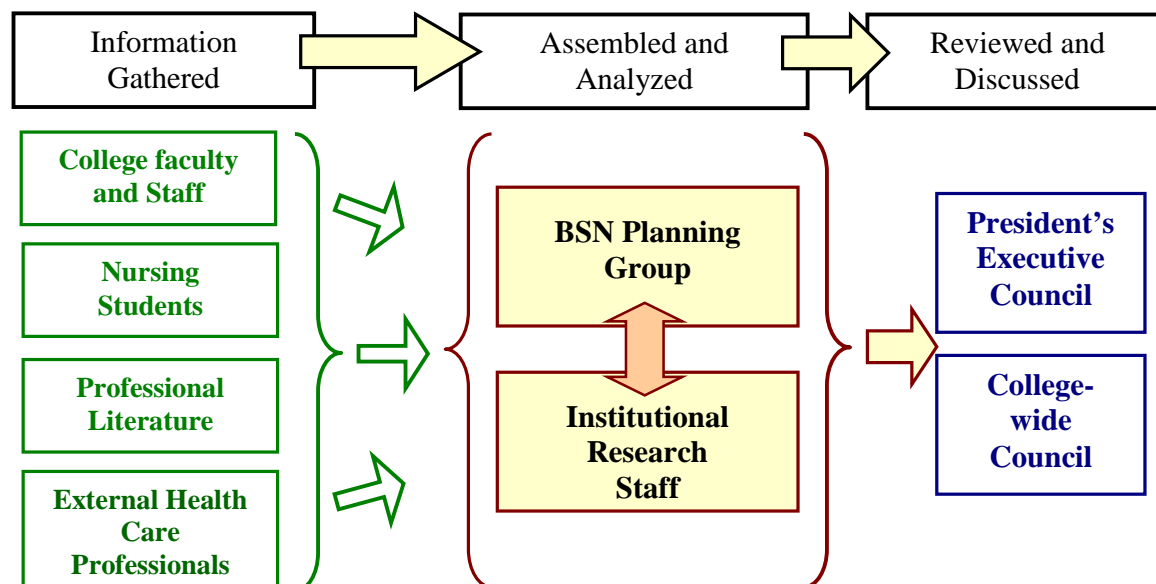 Information
Gathered
Assembled and
Analyzed
Reviewed and
Discussed
College faculty
and Staff
Nursing
Students
Professional
Literature
External Health
Care
Professionals
BSN Planning
Group
Institutional
Research
Staff
President’s
Executive
Council
College-
wide
Council